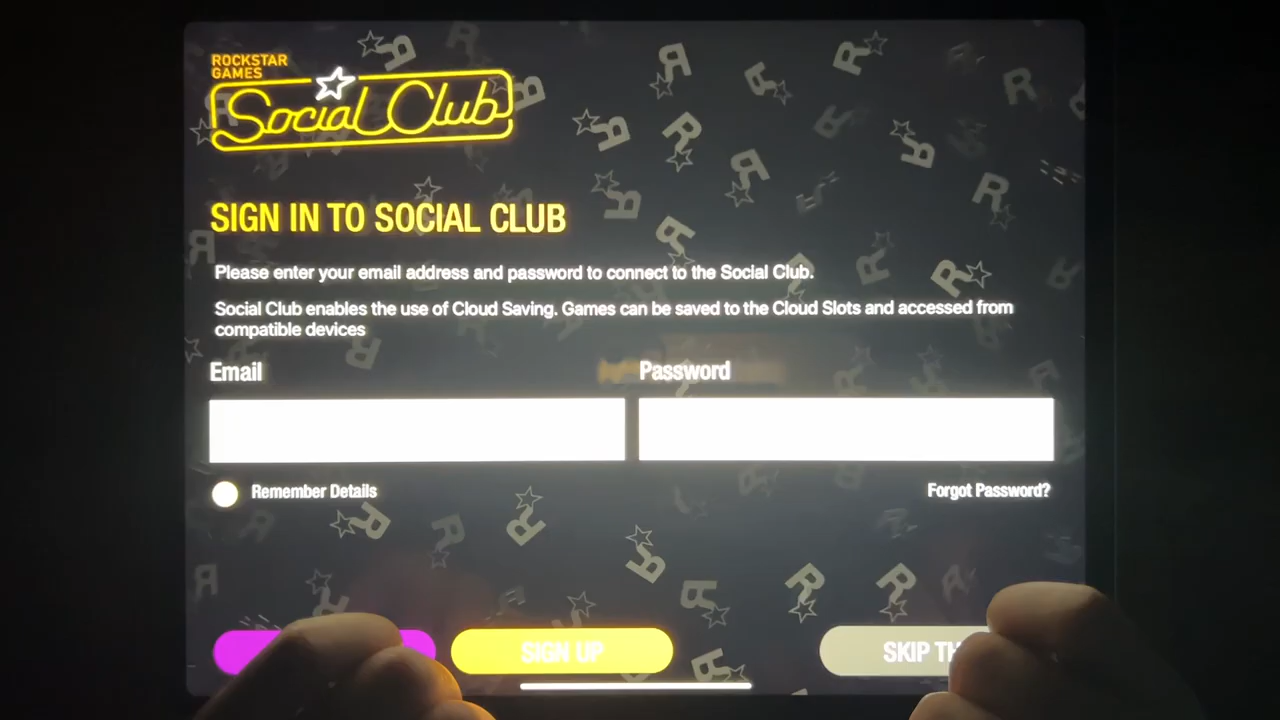 ROCKSTAR
GAMES
Social Club
SIGN IN TO SOCIAL CLUB
Please enter your email address and password to connect to the Social Club.
Social Club enables the use of Cloud Saving. Games can be saved to the Cloud Slots and accessed from
compatible devices
Email
Password
Remember Details
Forgot Password?
SIGN UP
SKIP